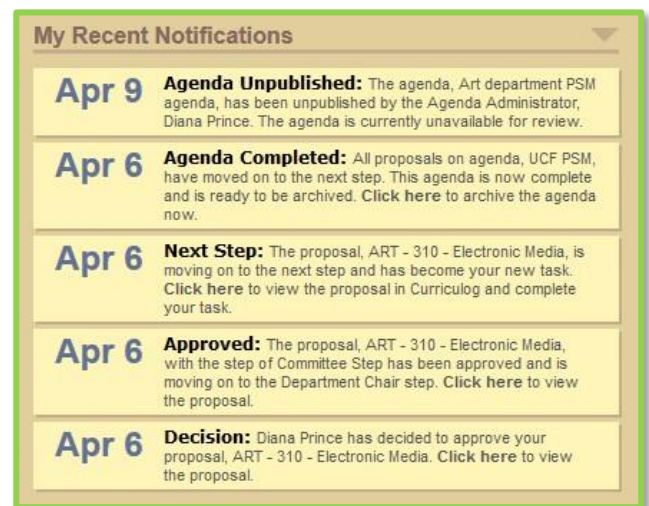 My Recent Notifications
Apr 9
Agenda Unpublished: The agenda, Art department PSM
agenda, has been unpublished by the Agenda Administrator,
Diana Prince. The agenda is currently unavailable for review.
Apr 6
Agenda Completed: All proposals on agenda, UCF PSM,
have moved on to the next step. This agenda is now complete
and is ready to be archived. Click here to archive the agenda
now.
Apr 6
Next Step: The proposal, ART - 310 - Electronic Media, is
moving on to the next step and has become your new task.
Click here to view the proposal in Curriculog and complete
your task.
Apr 6
Approved: The proposal, ART - 310 - Electronic Media,
with the step of Committee Step has been approved and is
moving on to the Department Chair step. Click here to view
the proposal.
Apr 6
Decision: Diana Prince has decided to approve your
proposal, ART - 310 - Electronic Media. Click here to view
the proposal.